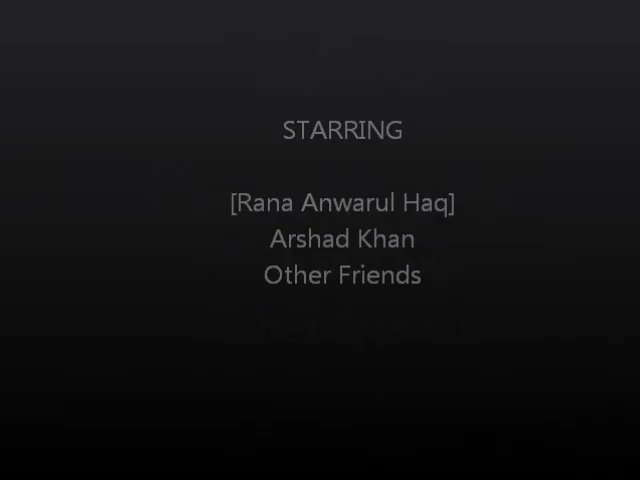 STARRING
[Rana Anwarul Haq]
Arshad Khan
Other Friends